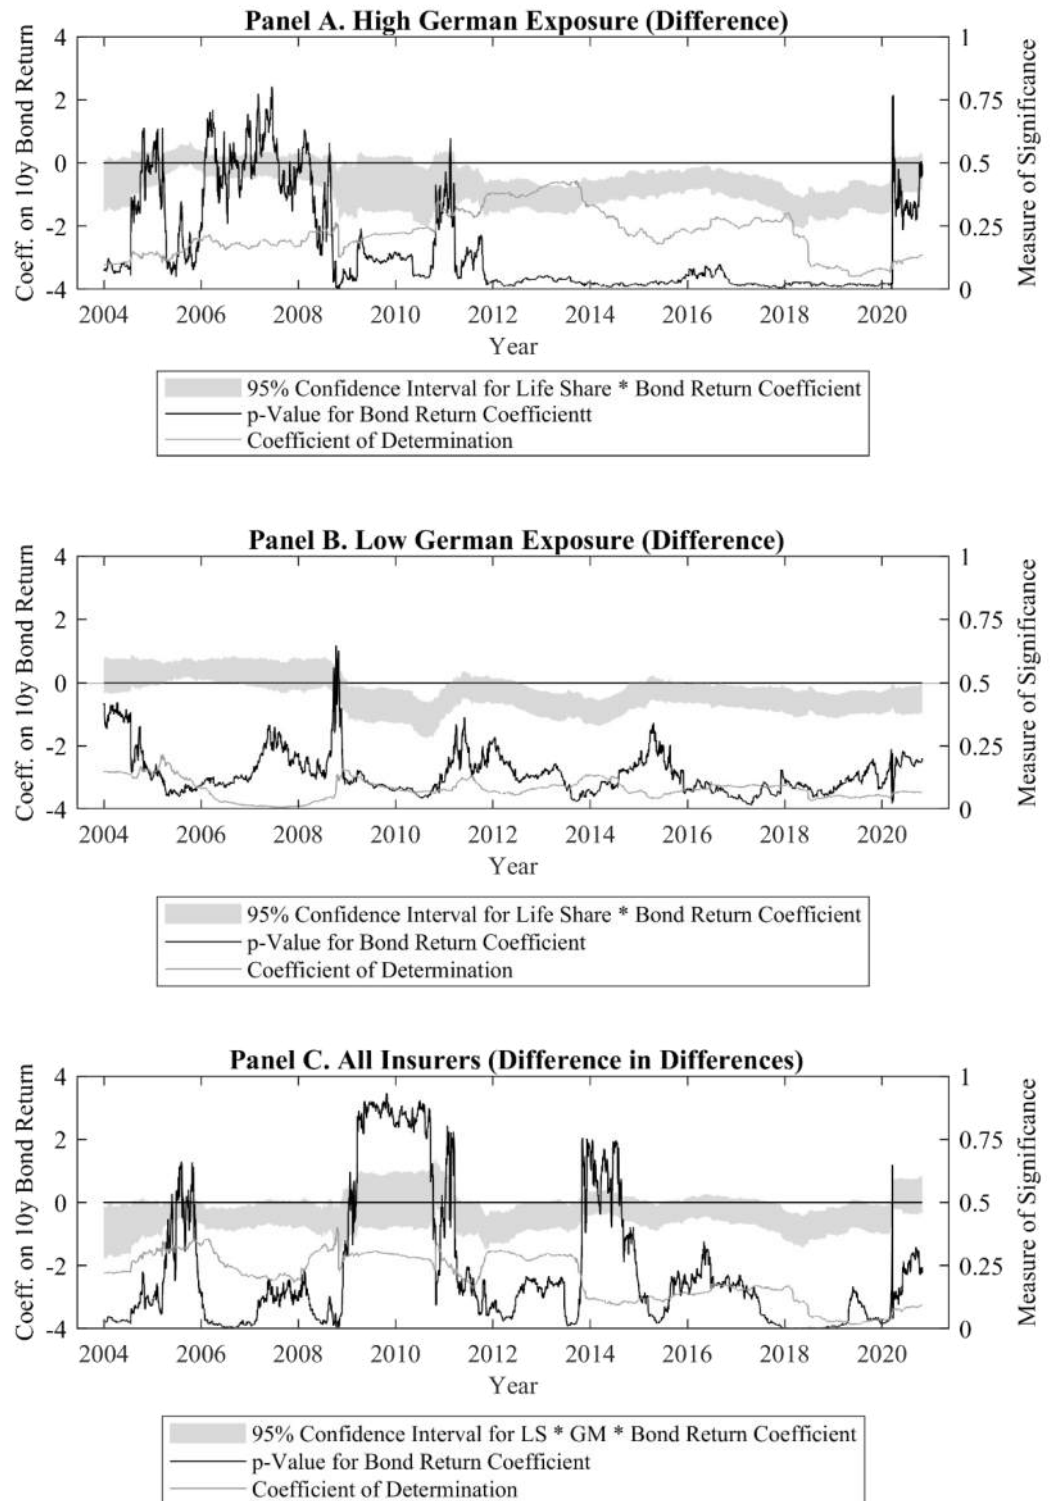 Panel A. High German Exposure (Difference)
Coeff. on 10y Bond Return
4
2
0
-2
-4
1
0.75
0.5
0.25
0
Measure of Significance
2004 2006 2008 2010 2012 2014 2016 2018 2020
Year
95% Confidence Interval for Life Share * Bond Return Coefficient
p-Value for Bond Return Coefficientt
Coefficient of Determination
Panel B. Low German Exposure (Difference)
Coeff. on 10y Bond Return
4
2
0
-2
-4
1
0.75
0.5
0.25
0
Measure of Significance
2004 2006 2008 2010 2012 2014 2016 2018 2020
Year
95% Confidence Interval for Life Share * Bond Return Coefficient
p-Value for Bond Return Coefficient
Coefficient of Determination
Panel C. All Insurers (Difference in Differences)
Coeff. on 10y Bond Return
4
2
0
-2
-4
1
0.75
0.5
0.25
0
Measure of Significance
2004 2006 2008 2010 2012 2014 2016 2018 2020
Year
95% Confidence Interval for LS * GM * Bond Return Coefficient
p-Value for Bond Return Coefficient
Coefficient of Determination